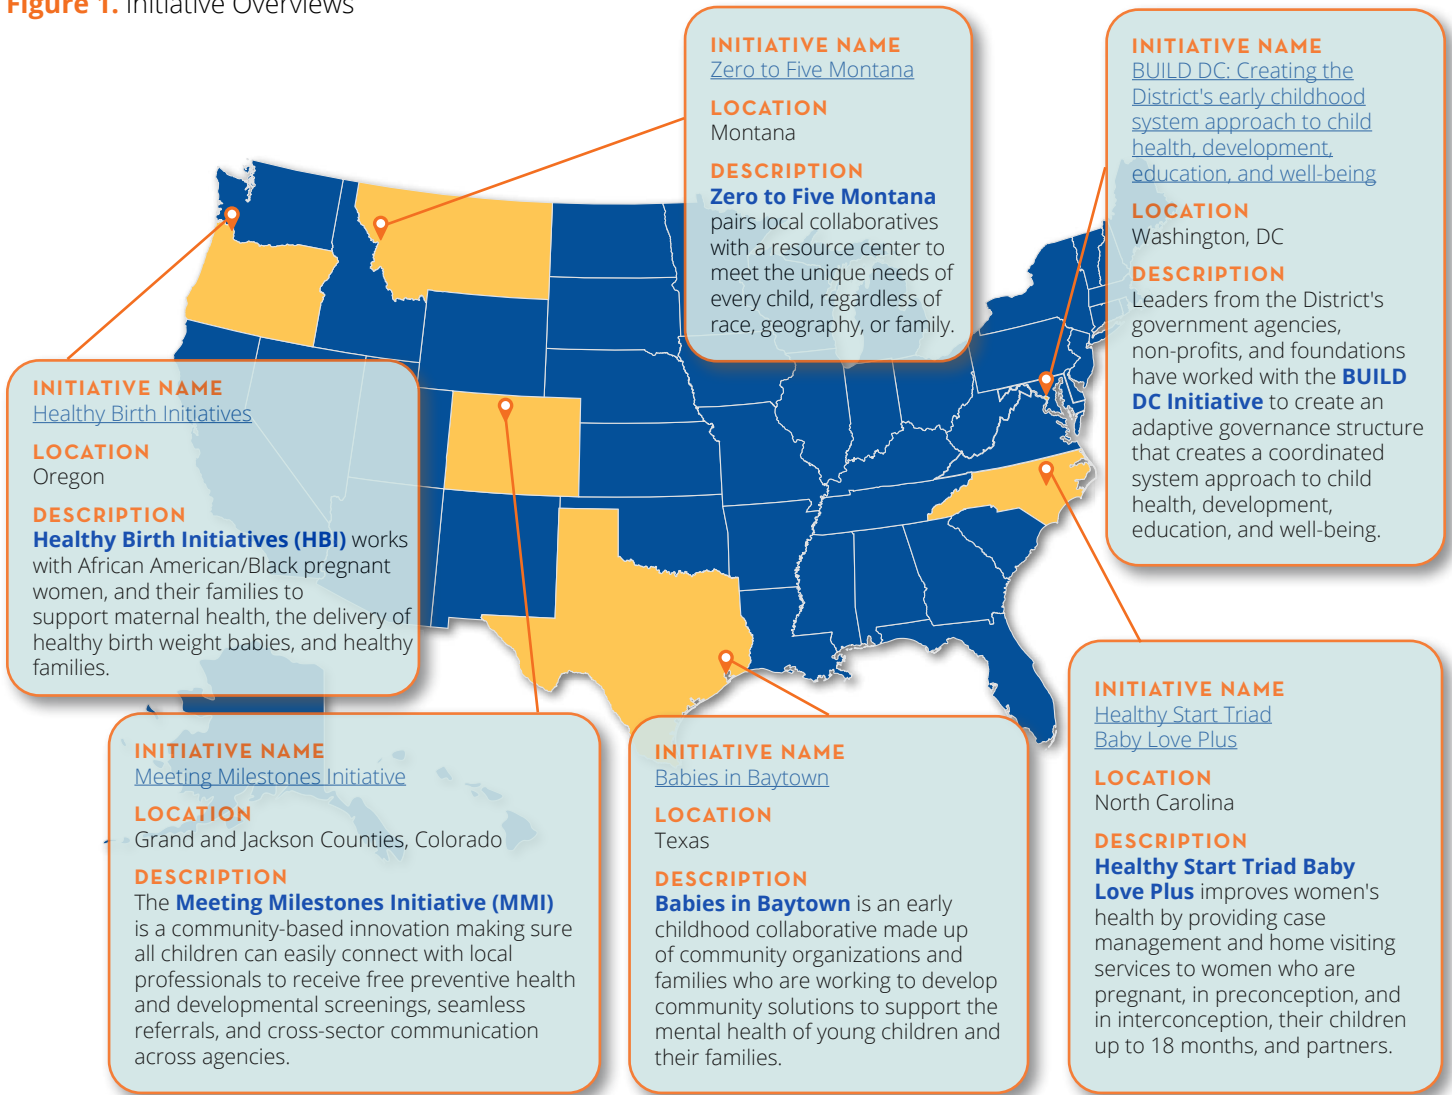 Figure 1. Initiative Overviews
INITIATIVE NAME
Zero to Five Montana
LOCATION
Montana
DESCRIPTION
Zero to Five Montana
pairs local collaboratives
with a resource center to
meet the unique needs of
every child, regardless of
race, geography, or family.
INITIATIVE NAME
BUILD DC: Creating the
District's early childhood
system approach to child
health, development,
education, and well-being
LOCATION
Washington, DC
DESCRIPTION
Leaders from the District's
government agencies,
non-profits, and foundations
have worked with the BUILD
DC Initiative to create an
adaptive governance structure
that creates a coordinated
system approach to child
health, development,
education, and well-being.
INITIATIVE NAME
Healthy Birth Initiatives
LOCATION
Oregon
DESCRIPTION
Healthy Birth Initiatives (HBI) works
with African American/Black pregnant
women, and their families to
support maternal health, the delivery of
healthy birth weight babies, and healthy
families.
INITIATIVE NAME
Meeting Milestones Initiative
LOCATION
Grand and Jackson Counties, Colorado
DESCRIPTION
The Meeting Milestones Initiative (MMI)
is a community-based innovation making sure
all children can easily connect with local
professionals to receive free preventive health
and developmental screenings, seamless
referrals, and cross-sector communication
across agencies.
INITIATIVE NAME
Babies in Baytown
LOCATION
Texas
DESCRIPTION
Babies in Baytown is an early
childhood collaborative made up
of community organizations and
families who are working to develop
community solutions to support the
mental health of young children and
their families.
INITIATIVE NAME
Healthy Start Triad
Baby Love Plus
LOCATION
North Carolina
DESCRIPTION
Healthy Start Triad Baby
Love Plus improves women's
health by providing case
management and home visiting
services to women who are
pregnant, in preconception, and
in interconception, their children
up to 18 months, and partners.